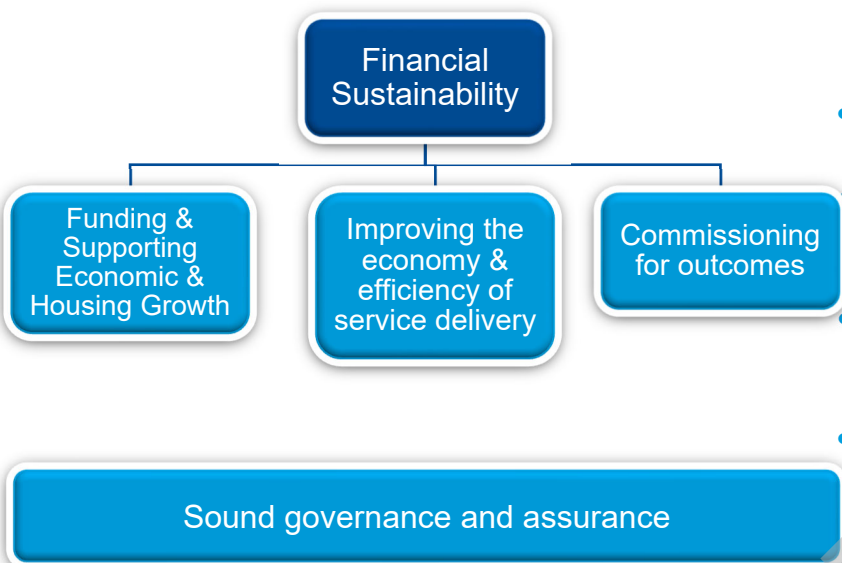 Financial
Sustainability
Funding &
Supporting
Economic &
Housing Growth
Improving the
economy &
efficiency of
service delivery
Commissioning
for outcomes
Sound governance and assurance